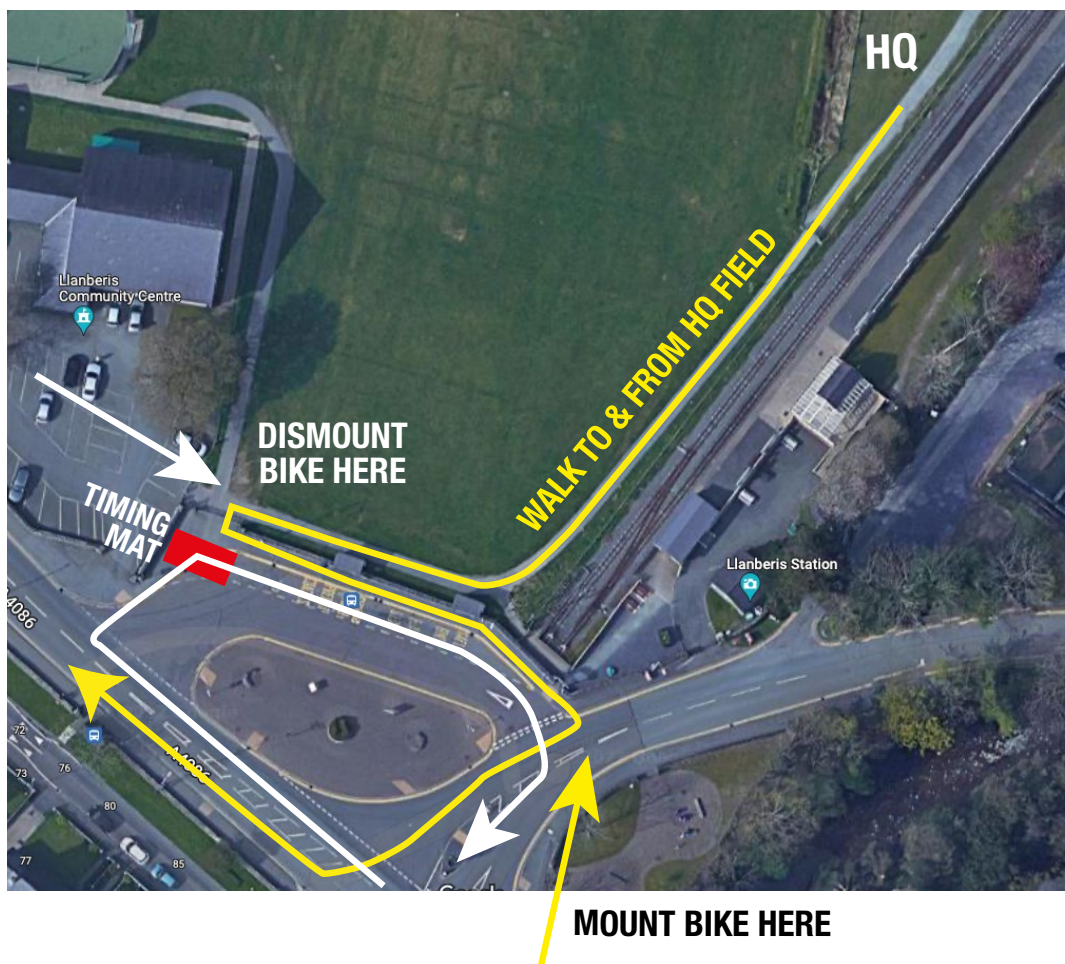 HQ
Llanberis
Community Centre
WALK TO & FROM HQ FIELD
DISMOUNT
BIKE HERE
TIMING
MAT
Llanberis Station
A4086
72
73
76
A4086
80
77
85
MOUNT BIKE HERE